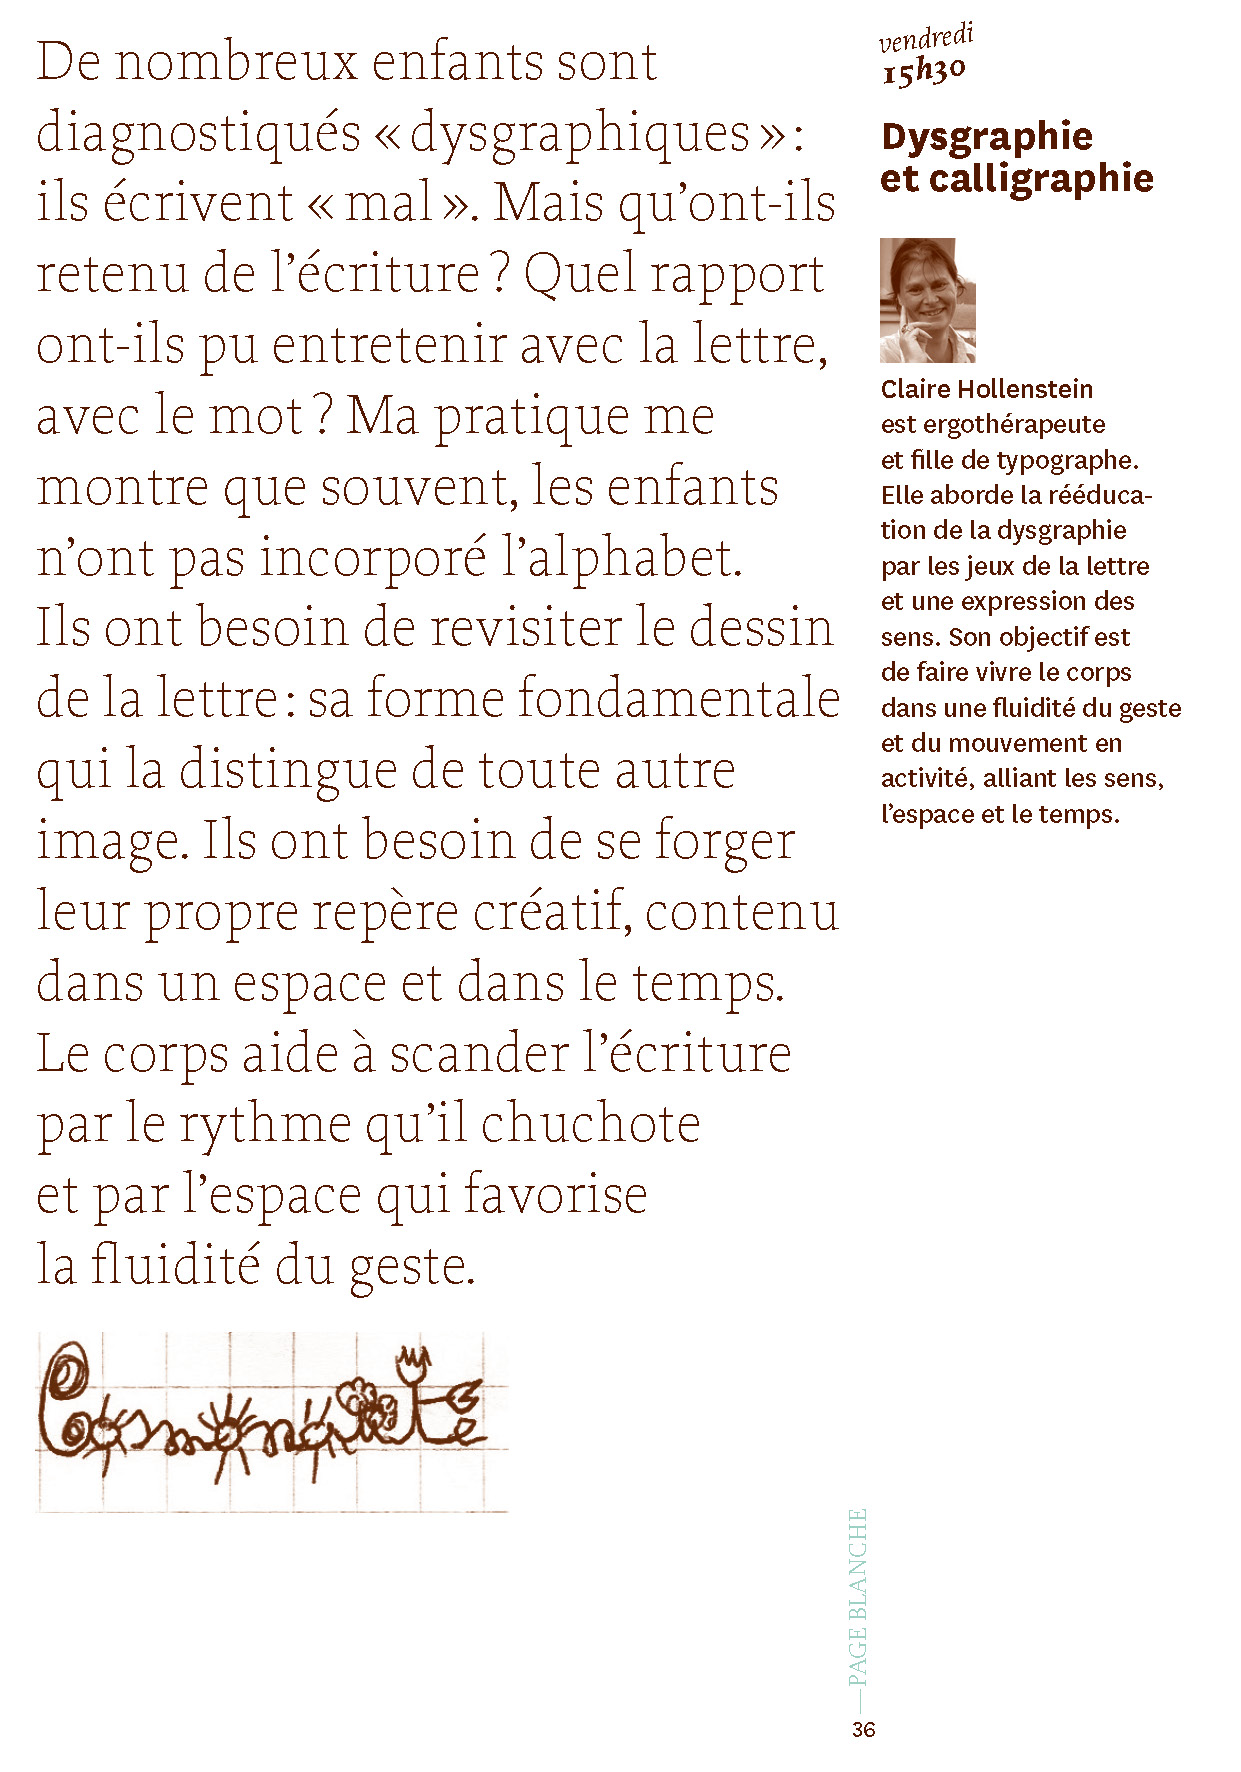 De nombreux enfants sont
diagnostiqués « dysgraphiques » :
ils écrivent « mal ». Mais qu’ont-ils
retenu de l’écriture ? Quel rapport
ont-ils pu entretenir avec la lettre,
avec le mot ? Ma pratique me
montre que souvent, les enfants
n’ont pas incorporé l’alphabet.
Ils ont besoin de revisiter le dessin
de la lettre : sa forme fondamentale
qui la distingue de toute autre
image. Ils ont besoin de se forger
leur propre repère créatif, contenu
dans un espace et dans le temps.
Le corps aide à scander l’écriture
par le rythme qu’il chuchote
et par l’espace qui favorise
la fluidité du geste.
vendredi
15h30
Dysgraphie
et calligraphie
Claire Hollenstein
est ergothérapeute
et fille de typographe.
Elle aborde la rééduca-
tion de la dysgraphie
par les jeux de la lettre
et une expression des
sens. Son objectif est
de faire vivre le corps
dans une fluidité du geste
et du mouvement en
activité, alliant les sens,
l’espace et le temps.
—PAGE BLANCHE
36